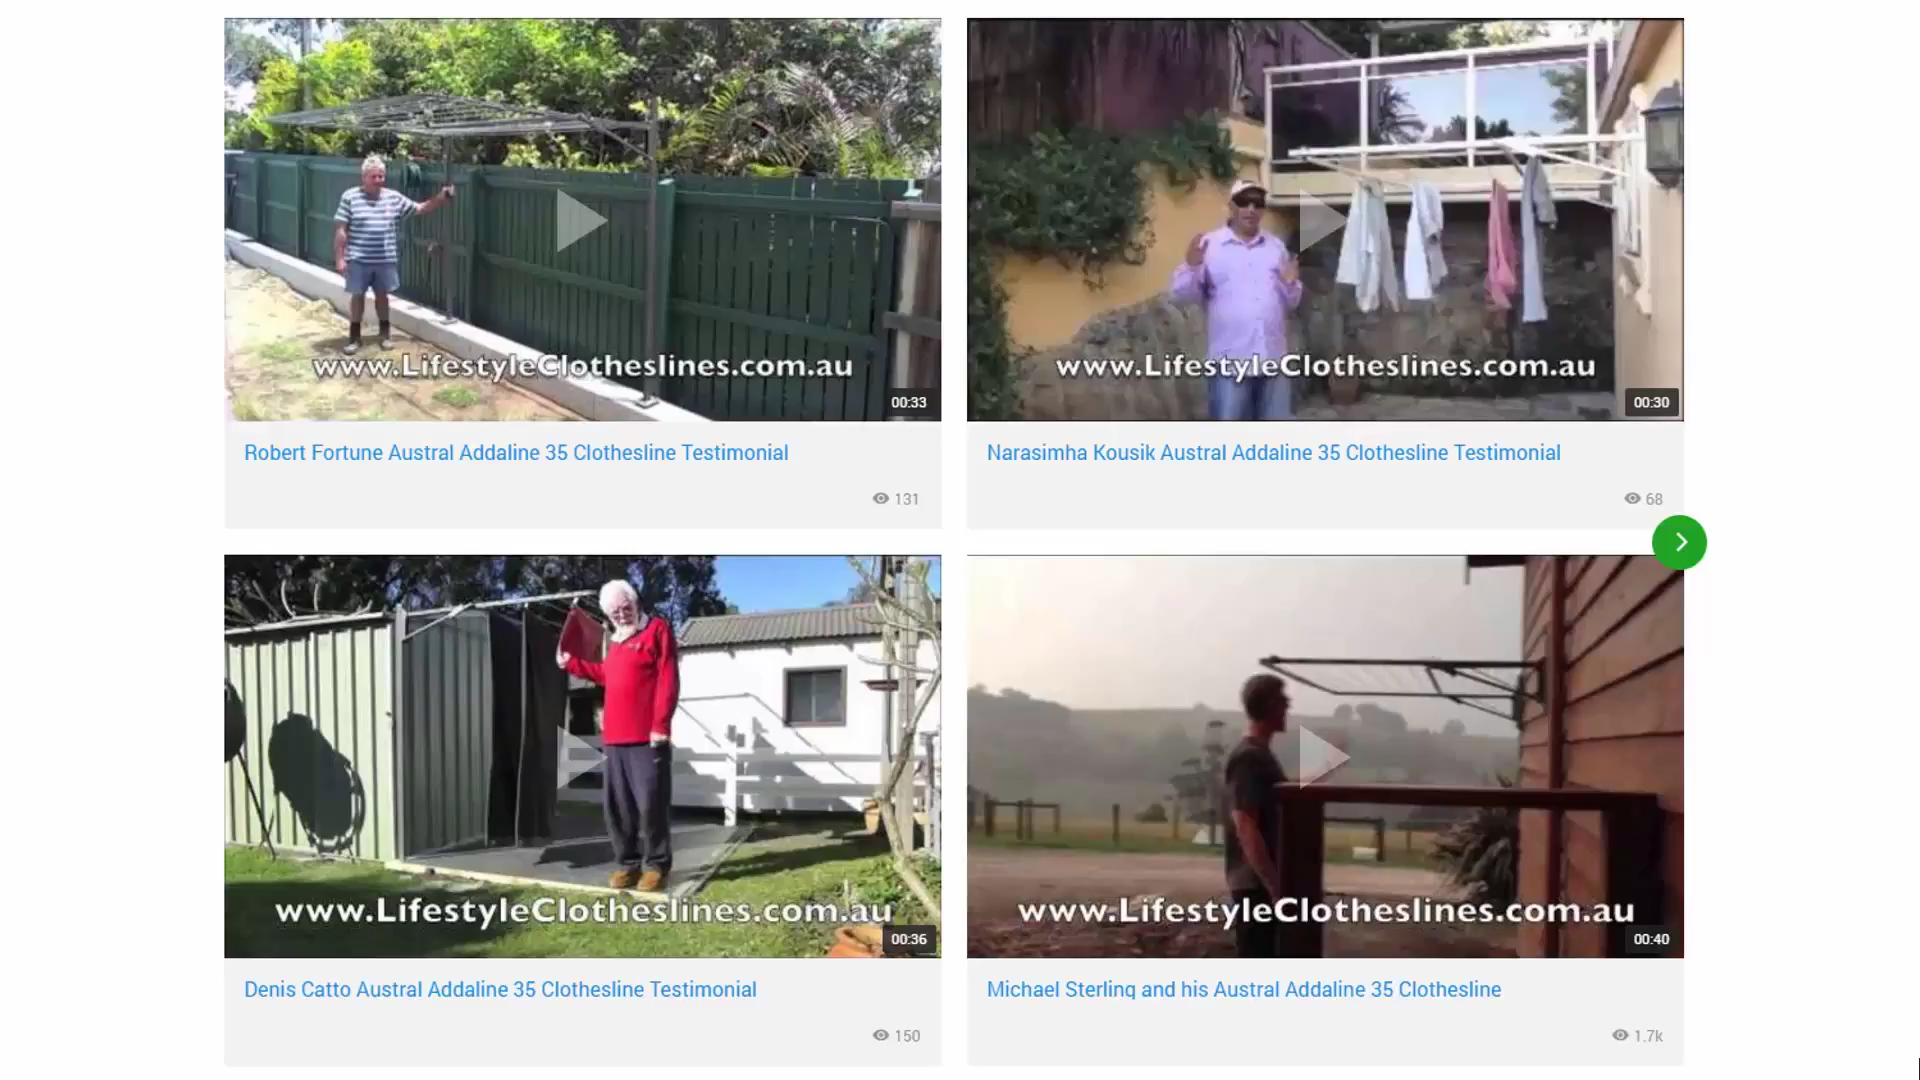 www.LifestyleClotheslines.com.au
00:33
Robert Fortune Austral Addaline 35 Clothesline Testimonial
131
www.LifestyleClotheslines.com.au
00:30
Narasimha Kousik Austral Addaline 35 Clothesline Testimonial
68
www.LifestyleClotheslines.com.au
00:36
Denis Catto Austral Addaline 35 Clothesline Testimonial
150
www.LifestyleClotheslines.com.au
00:40
Michael Sterling and his Austral Addaline 35 Clothesline
1.7k